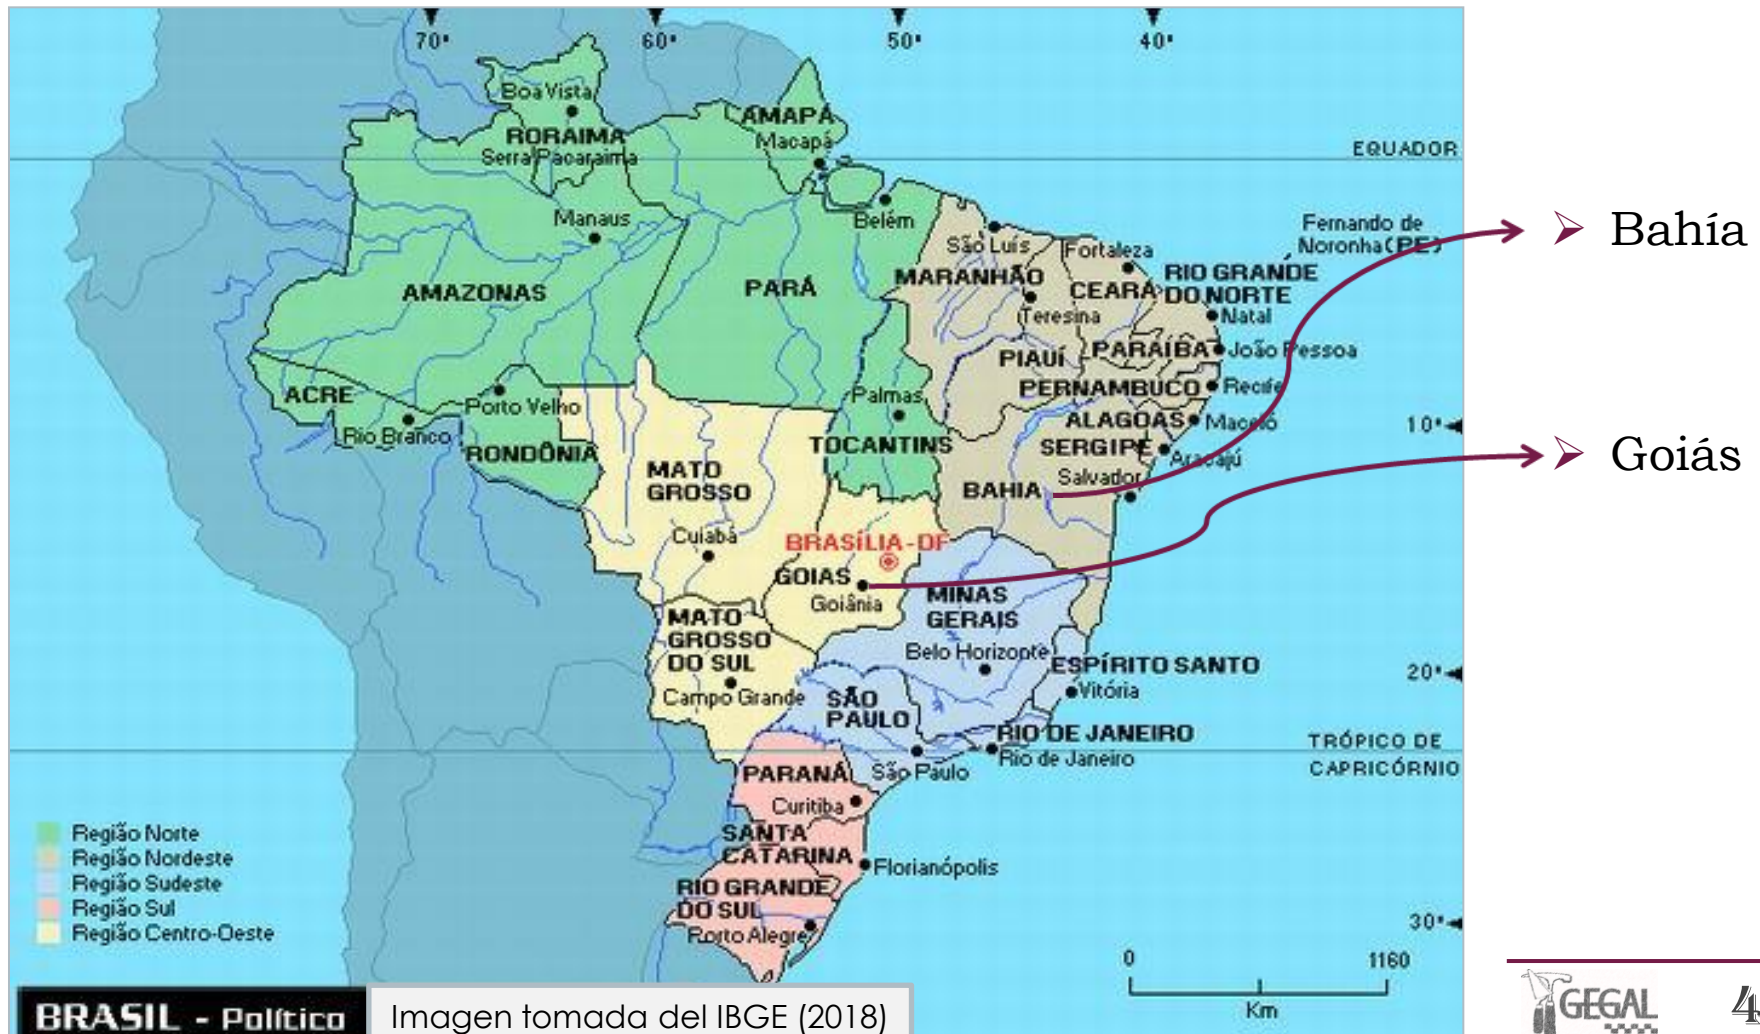 70°
60°
50°
40°
Boa Vista
AMAPÁ
RORAIMA
Macapá
Serra Pacaraima
EQUADOR
Manaus
Belém
Fernando de
Noronha (PE)
São Luís
Fortaleza
MARANHÃO
RIO GRANDE
DO NORTE
AMAZONAS
PARÁ
CEARÁ
Teresina
Natal
PIAUÍ
PARAÍBA
João Pessoa
PERNAMBUCO
Recife
ACRE
Porto Velho
Palmas
ALAGOAS
Maceió
10°
Rio Branco
RONDÔNIA
TOCANTINS
SERGIPE
Aracajú
MATO
GROSSO
Salvador
BAHIA
Cuiabá
BRASÍLIA-DF
GOIAS
Goiânia
MINAS
GERAIS
MATO
GROSSO
DO SUL
Belo Horizonte
ESPÍRITO SANTO
20°
Campo Grande
Vitória
SÃO
PAULO
RIO DE JANEIRO
Rio de Janeiro
TRÓPICO DE
CAPRICÓRNIO
PARANÁ
São Paulo
Curitiba
SANTA
CATARINA
Florianópolis
RIO GRANDE
DO SUL
Porto Alegre
30°
Região Norte
Região Nordeste
Região Sudeste
Região Sul
Região Centro-Oeste
0
1160
Km
BRASIL - Político
Imagen tomada del IBGE (2018)
➢ Bahía
➢ Goiás
GEGAL
4